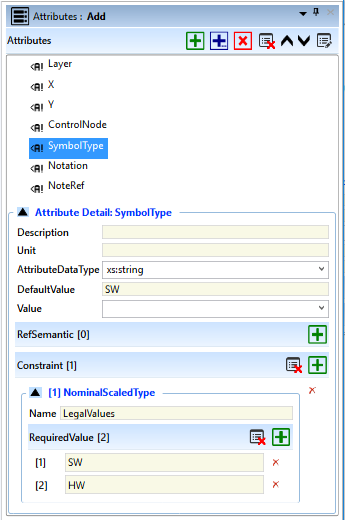 Attributes : Add
Attributes
Layer
X
Y
ControlNode
SymbolType
Notation
NoteRef
Attribute Detail: SymbolType
Description
Unit
AttributeDataType xs:string
DefaultValue SW
Value
RefSemantic [0]
Constraint [1]
[1] NominalScaledType
Name LegalValues
RequiredValue [2]
[1] SW
[2] HW